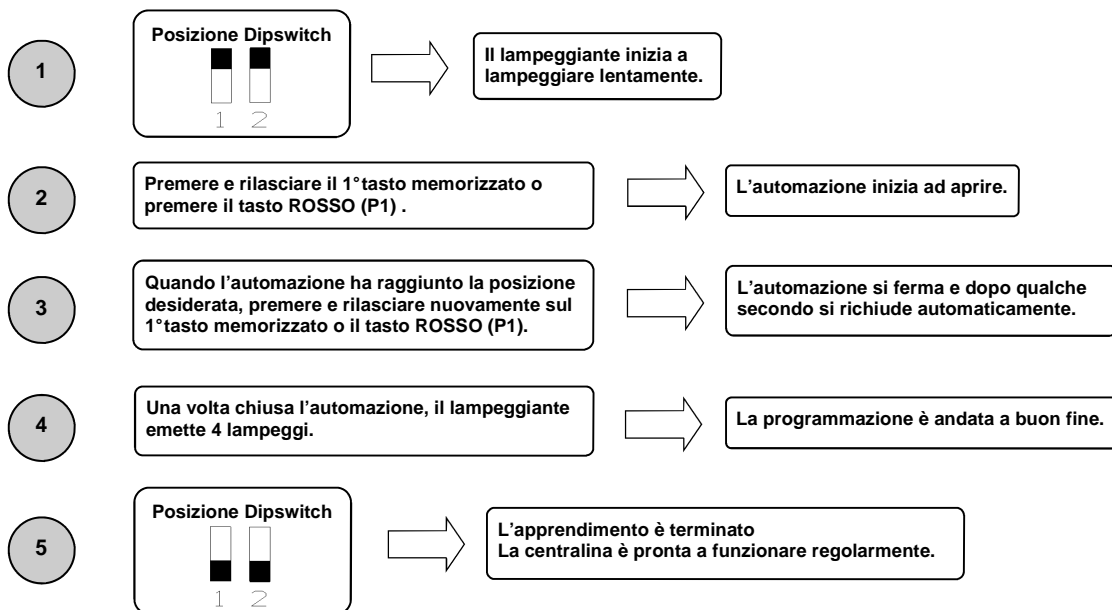 1
Posizione Dipswitch
1 2
Il lampeggiante inizia a
lampeggiare lentamente.
2
Premere e rilasciare il 1° tasto memorizzato o
premere il tasto ROSSO (P1) .
L’automazione inizia ad aprire.
3
Quando l’automazione ha raggiunto la posizione
desiderata, premere e rilasciare nuovamente sul
1° tasto memorizzato o il tasto ROSSO (P1).
L’automazione si ferma e dopo qualche
secondo si richiude automaticamente.
4
Una volta chiusa l’automazione, il lampeggiante
emette 4 lampeggi.
La programmazione è andata a buon fine.
5
Posizione Dipswitch
1 2
L’apprendimento è terminato
La centralina è pronta a funzionare regolarmente.